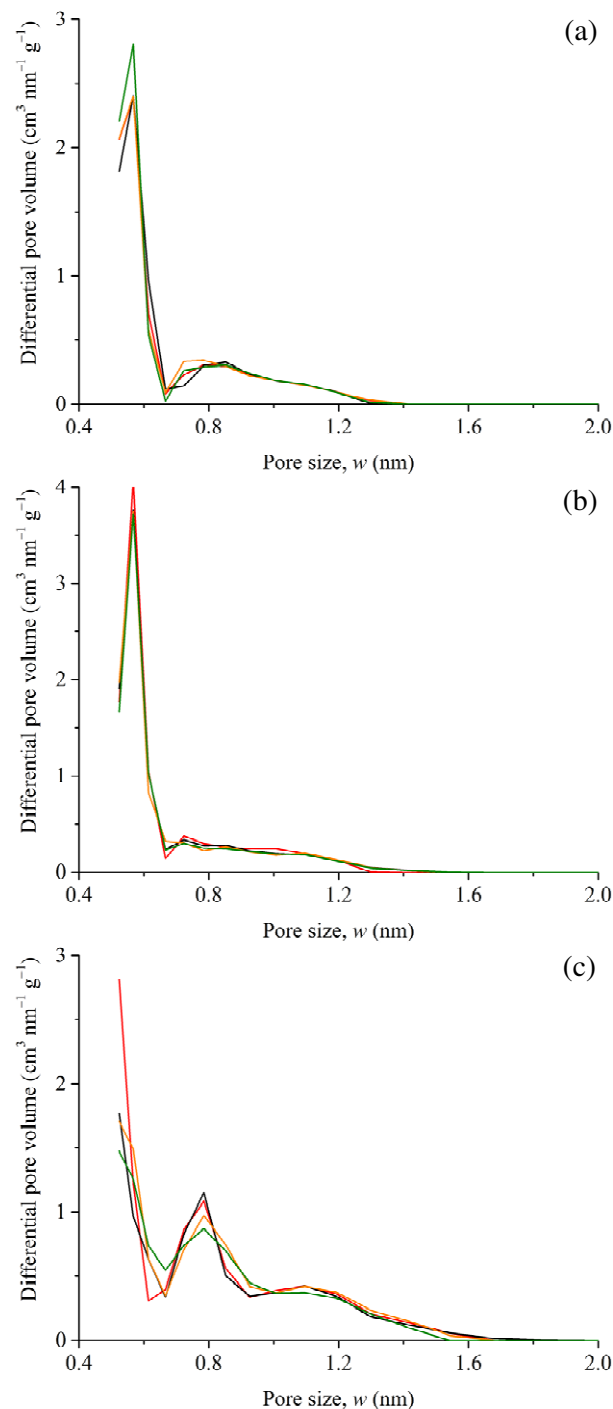 (a)
Differential pore volume (cm³ nm⁻¹ g⁻¹)
3
2
1
0
0.4 0.8 1.2 1.6 2.0
Pore size, w (nm)
(b)
Differential pore volume (cm³ nm⁻¹ g⁻¹)
4
3
2
1
0
0.4 0.8 1.2 1.6 2.0
Pore size, w (nm)
(c)
Differential pore volume (cm³ nm⁻¹ g⁻¹)
3
2
1
0
0.4 0.8 1.2 1.6 2.0
Pore size, w (nm)